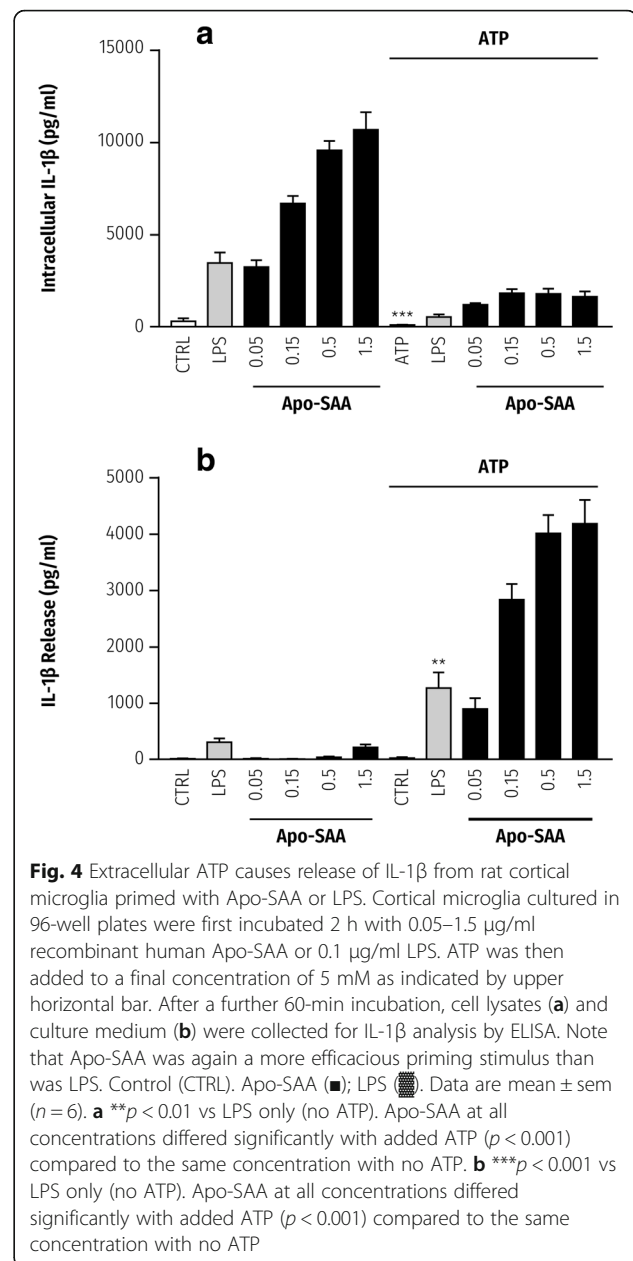 a
ATP
Intracellular IL-1β (pg/ml)
15000
10000
5000
0
***
CTRL
LPS
0.05
0.15
0.5
1.5
ATP
LPS
0.05
0.15
0.5
1.5
Apo-SAA
Apo-SAA
b
ATP
IL-1β Release (pg/ml)
5000
4000
3000
2000
1000
0
**
CTRL
LPS
0.05
0.15
0.5
1.5
CTRL
LPS
0.05
0.15
0.5
1.5
Apo-SAA
Apo-SAA
Fig. 4 Extracellular ATP causes release of IL-1β from rat cortical
microglia primed with Apo-SAA or LPS. Cortical microglia cultured in
96-well plates were first incubated 2 h with 0.05–1.5 μg/ml
recombinant human Apo-SAA or 0.1 μg/ml LPS. ATP was then
added to a final concentration of 5 mM as indicated by upper
horizontal bar. After a further 60-min incubation, cell lysates (a) and
culture medium (b) were collected for IL-1β analysis by ELISA. Note
that Apo-SAA was again a more efficacious priming stimulus than
was LPS. Control (CTRL). Apo-SAA (■); LPS (▓). Data are mean ± sem
(n = 6). a **p < 0.01 vs LPS only (no ATP). Apo-SAA at all
concentrations differed significantly with added ATP (p < 0.001)
compared to the same concentration with no ATP. b ***p < 0.001 vs
LPS only (no ATP). Apo-SAA at all concentrations differed
significantly with added ATP (p < 0.001) compared to the same
concentration with no ATP